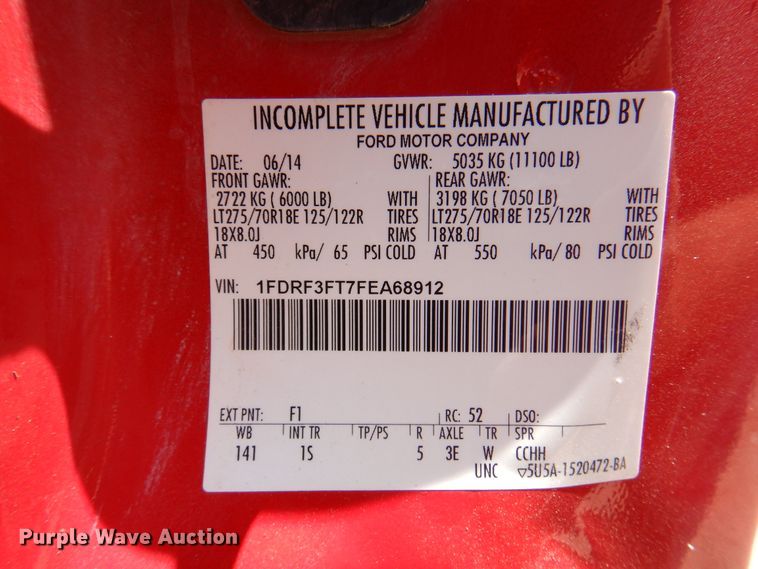 INCOMPLETE VEHICLE MANUFACTURED BY
FORD MOTOR COMPANY
DATE: 06/14 GVWR: 5035 KG (11100 LB)
FRONT GAWR: REAR GAWR:
2722 KG ( 6000 LB) WITH 3198 KG ( 7050 LB) WITH
LT275/70R18E 125/122R TIRES LT275/70R18E 125/122R TIRES
18X8.0J RIMS 18X8.0J RIMS
AT 450 kPa/ 65 PSI COLD AT 550 kPa/ 80 PSI COLD
VIN: 1FDRF3FT7FEA68912
EXT PNT: F1 RC: 52 DSO:
WB INT TR TP/PS R AXLE TR SPR
141 1S 5 3E W CCHH
UNC ▽5U5A-1520472-BA
Purple Wave Auction